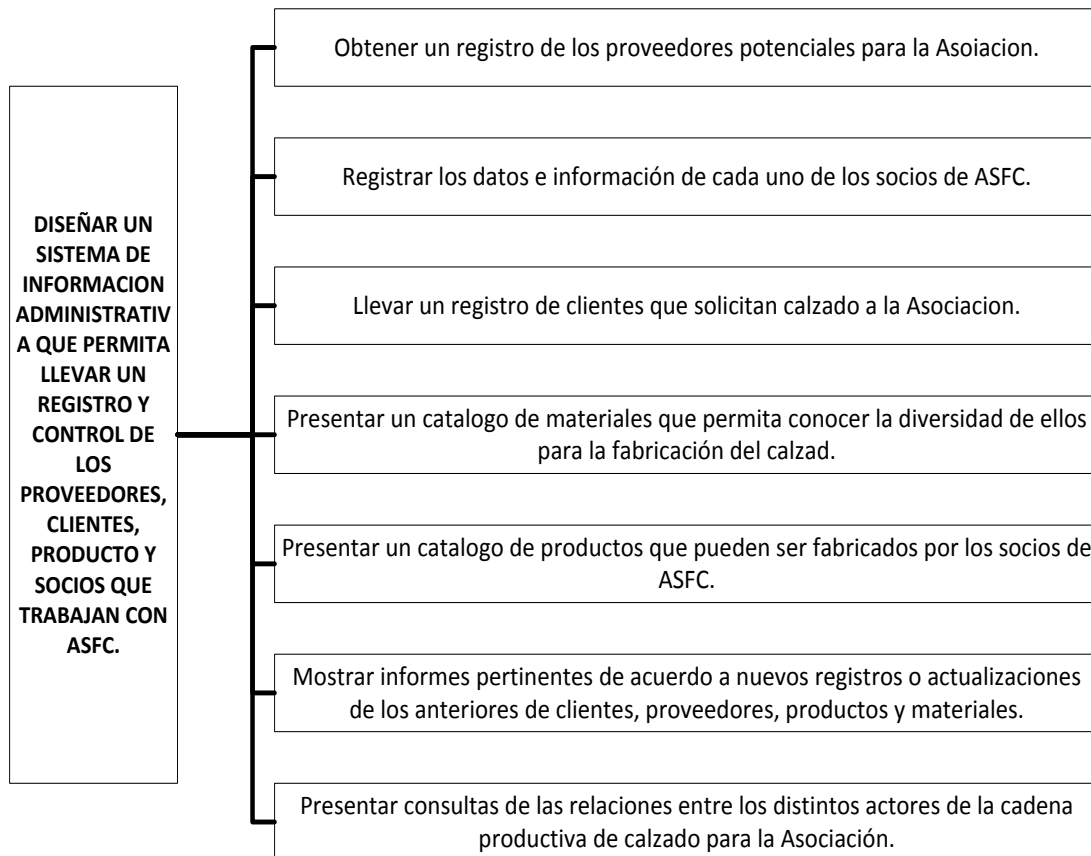 DISEÑAR UN
SISTEMA DE
INFORMACION
ADMINISTRATIV
A QUE PERMITA
LLEVAR UN
REGISTRO Y
CONTROL DE
LOS
PROVEEDORES,
CLIENTES,
PRODUCTO Y
SOCIOS QUE
TRABAJAN CON
ASFC.
Obtener un registro de los proveedores potenciales para la Asoiacion.
Registrar los datos e información de cada uno de los socios de ASFC.
Llevar un registro de clientes que solicitan calzado a la Asociacion.
Presentar un catalogo de materiales que permita conocer la diversidad de ellos
para la fabricación del calzad.
Presentar un catalogo de productos que pueden ser fabricados por los socios de
ASFC.
Mostrar informes pertinentes de acuerdo a nuevos registros o actualizaciones
de los anteriores de clientes, proveedores, productos y materiales.
Presentar consultas de las relaciones entre los distintos actores de la cadena
productiva de calzado para la Asociación.